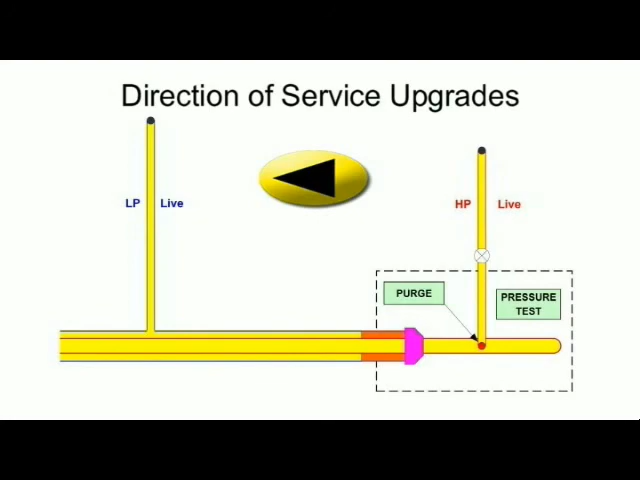 Direction of Service Upgrades
LP Live
HP Live
PURGE
PRESSURE
TEST